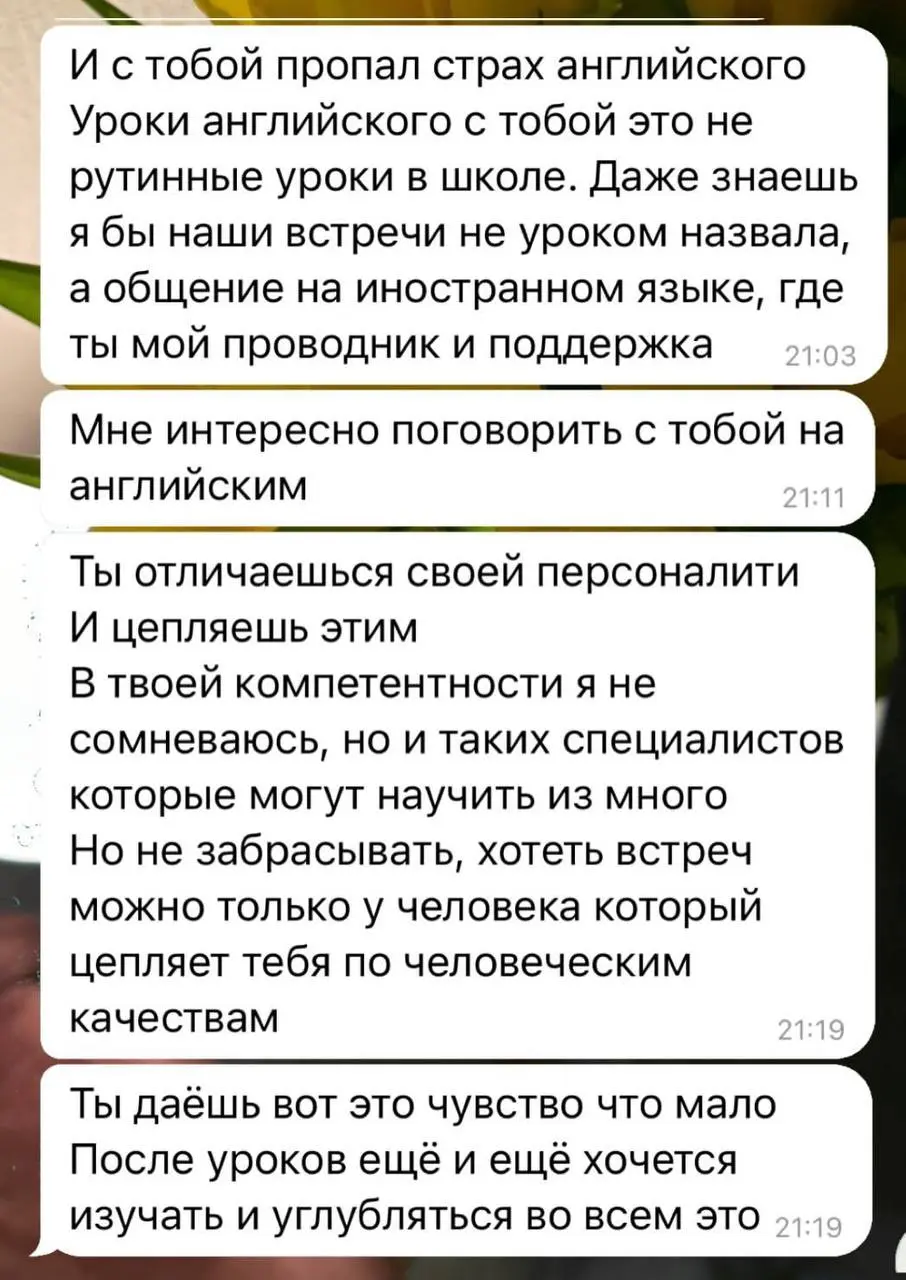 И с тобой пропал страх английского
Уроки английского с тобой это не
рутинные уроки в школе. Даже знаешь
я бы наши встречи не уроком назвала,
а общение на иностранном языке, где
ты мой проводник и поддержка 21:03
Мне интересно поговорить с тобой на
английским 21:11
Ты отличаешься своей персоналити
И цепляешь этим
В твоей компетентности я не
сомневаюсь, но и таких специалистов
которые могут научить из много
Но не забрасывать, хотеть встреч
можно только у человека который
цепляет тебя по человеческим
качествам 21:19
Ты даёшь вот это чувство что мало
После уроков ещё и ещё хочется
изучать и углубляться во всем это 21:19